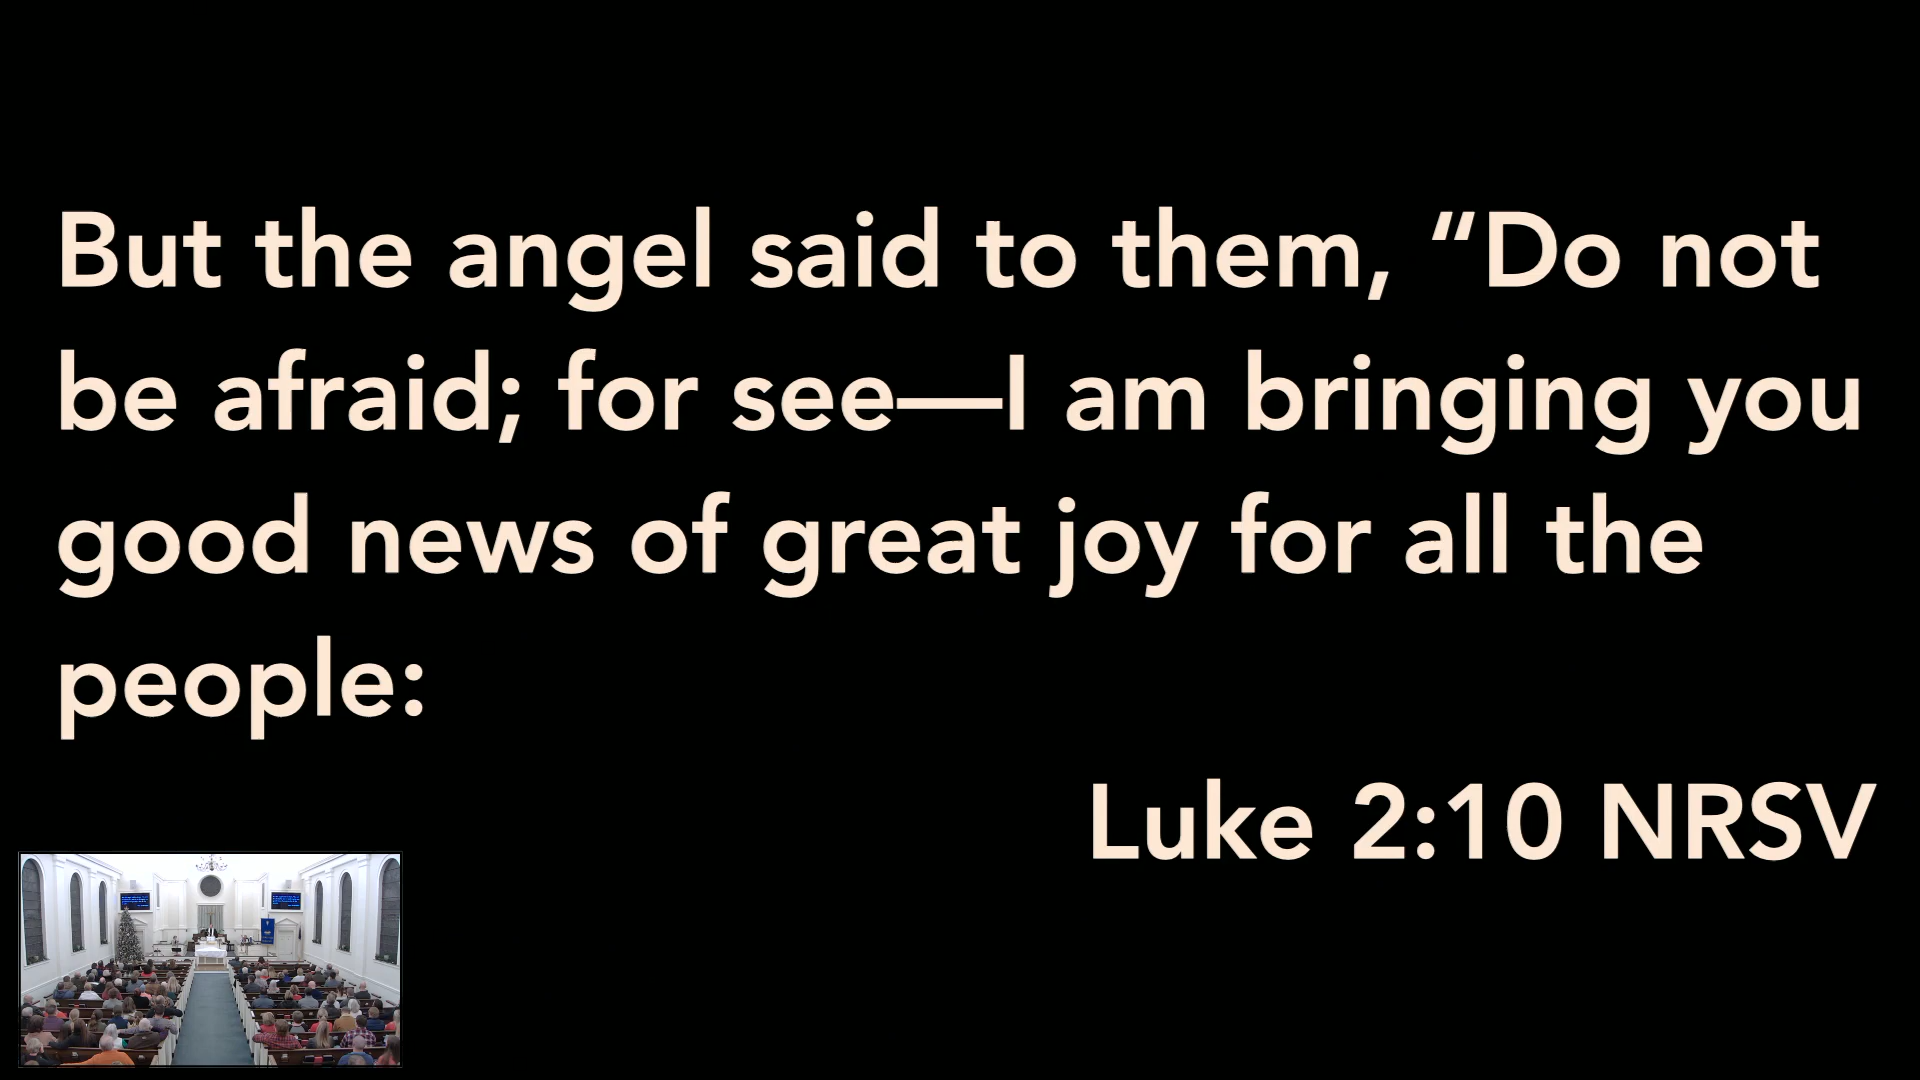 But the angel said to them, “Do not
be afraid; for see—I am bringing you
good news of great joy for all the
people:
Luke 2:10 NRSV